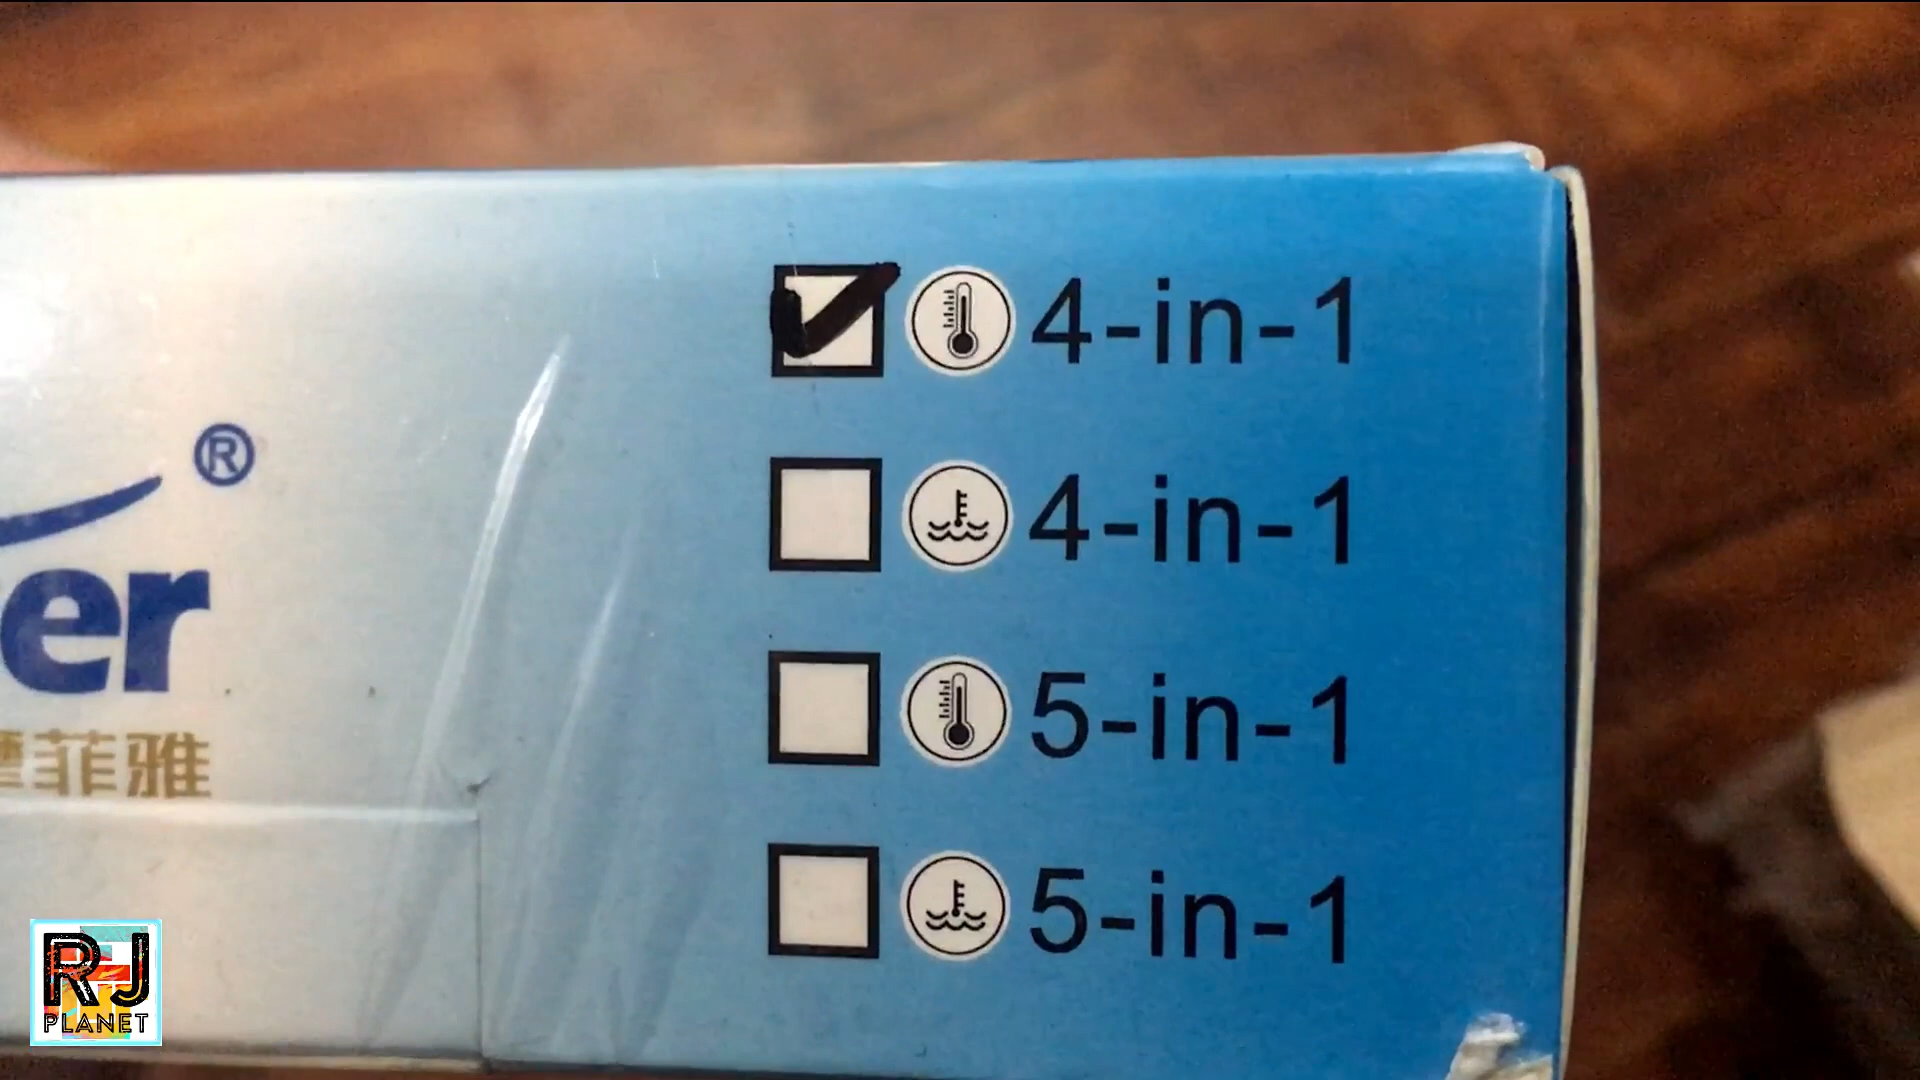 4-in-1
®
4-in-1
er
5-in-1
菲雅
5-in-1
RJ
PLANET